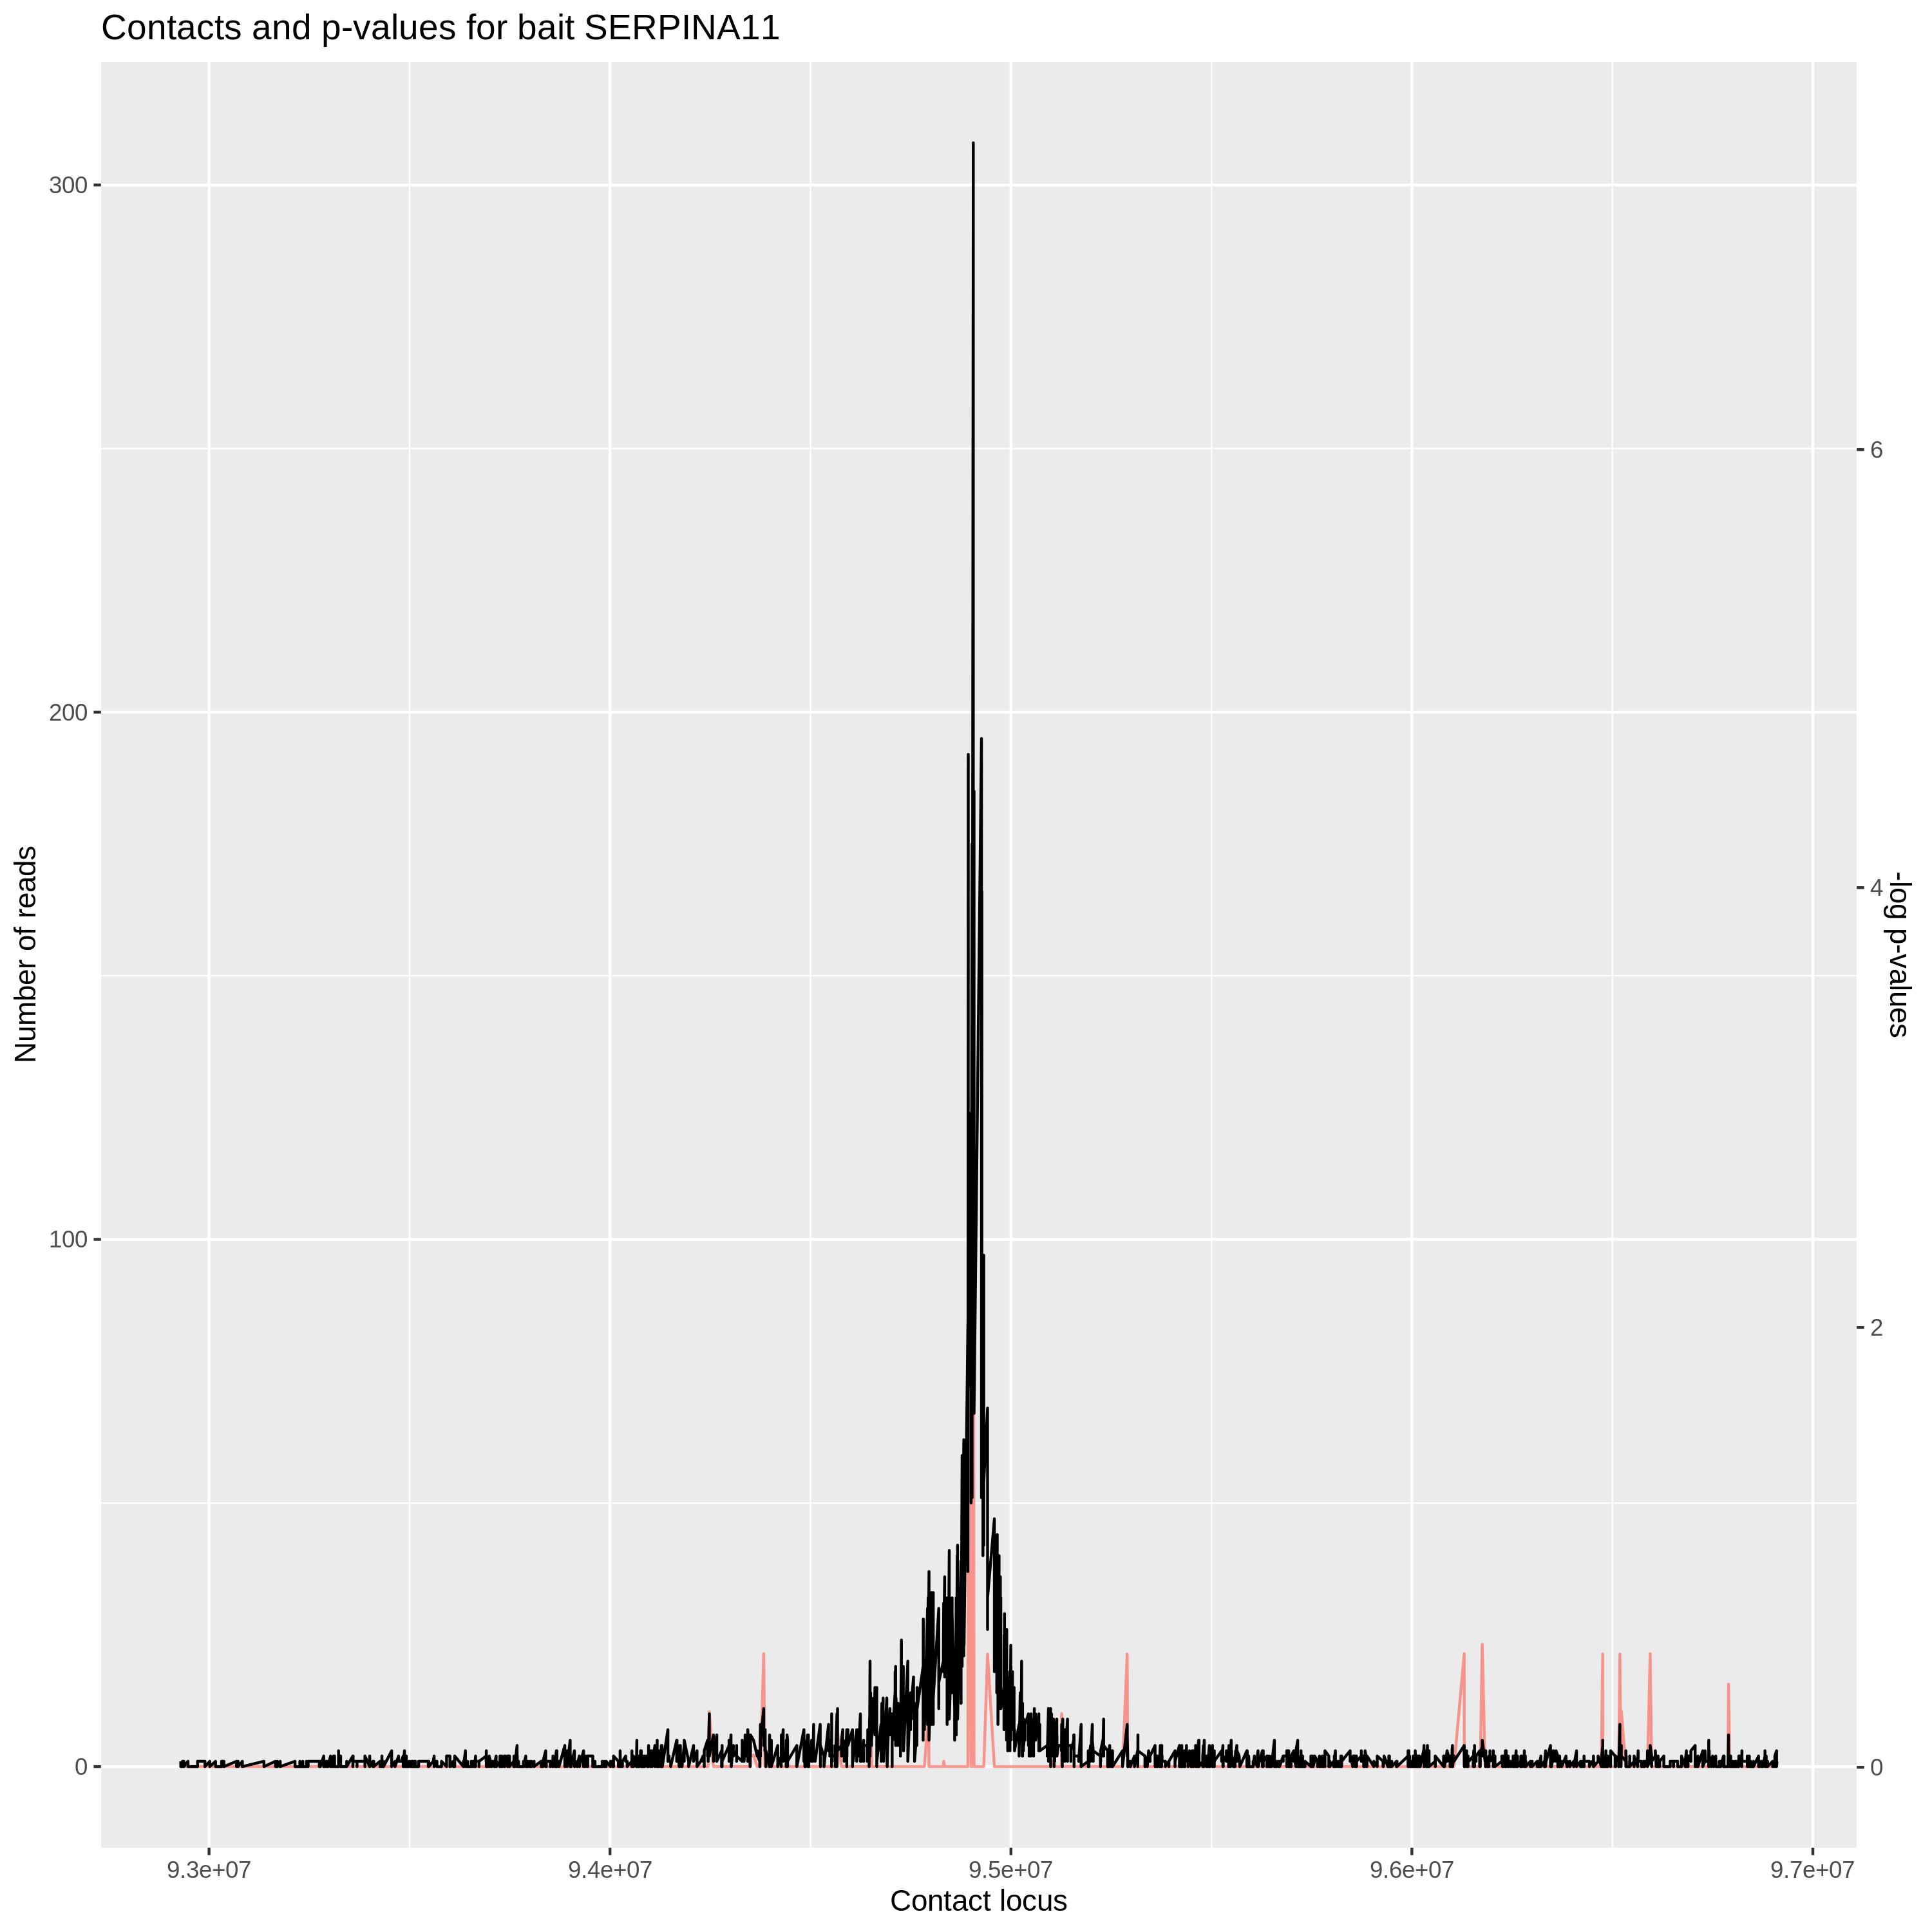 Contacts and p-values for bait SERPINA11
300
200
100
0
Number of reads
6
4
2
0
-log p-values
9.3e+07 9.4e+07 9.5e+07 9.6e+07 9.7e+07
Contact locus